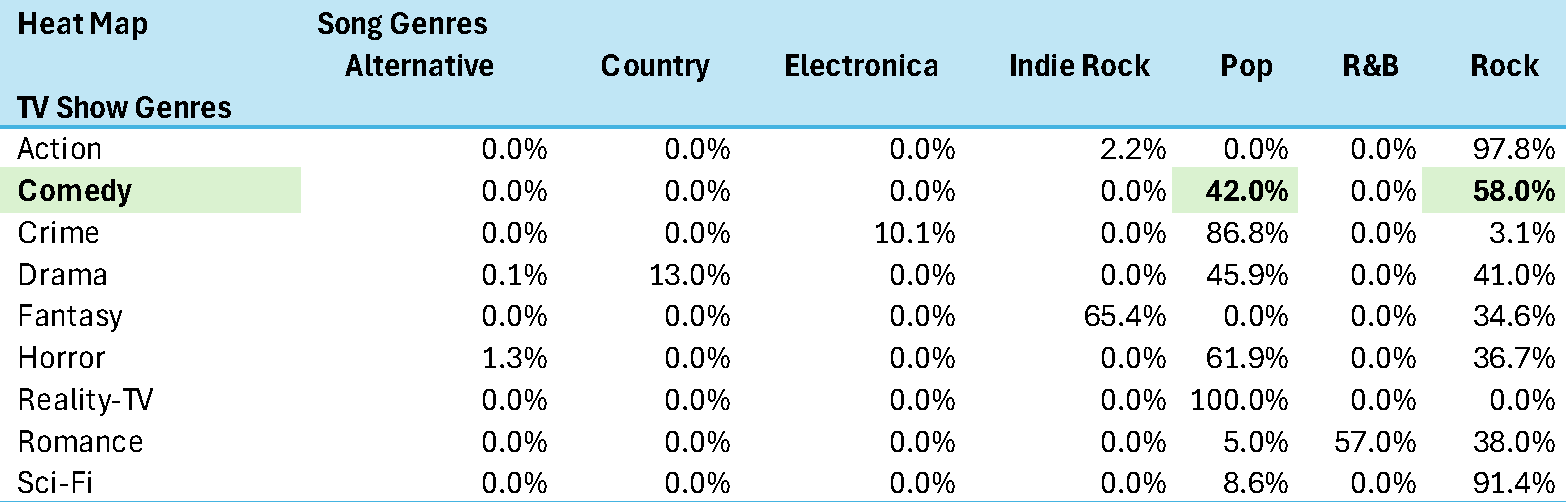 Heat Map Song Genres
Alternative Country Electronica Indie Rock Pop R&B Rock
TV Show Genres
Action 0.0% 0.0% 0.0% 2.2% 0.0% 0.0% 97.8%
Comedy 0.0% 0.0% 0.0% 0.0% 42.0% 0.0% 58.0%
Crime 0.0% 0.0% 10.1% 0.0% 86.8% 0.0% 3.1%
Drama 0.1% 13.0% 0.0% 0.0% 45.9% 0.0% 41.0%
Fantasy 0.0% 0.0% 0.0% 65.4% 0.0% 0.0% 34.6%
Horror 1.3% 0.0% 0.0% 0.0% 61.9% 0.0% 36.7%
Reality-TV 0.0% 0.0% 0.0% 0.0% 100.0% 0.0% 0.0%
Romance 0.0% 0.0% 0.0% 0.0% 5.0% 57.0% 38.0%
Sci-Fi 0.0% 0.0% 0.0% 0.0% 8.6% 0.0% 91.4%